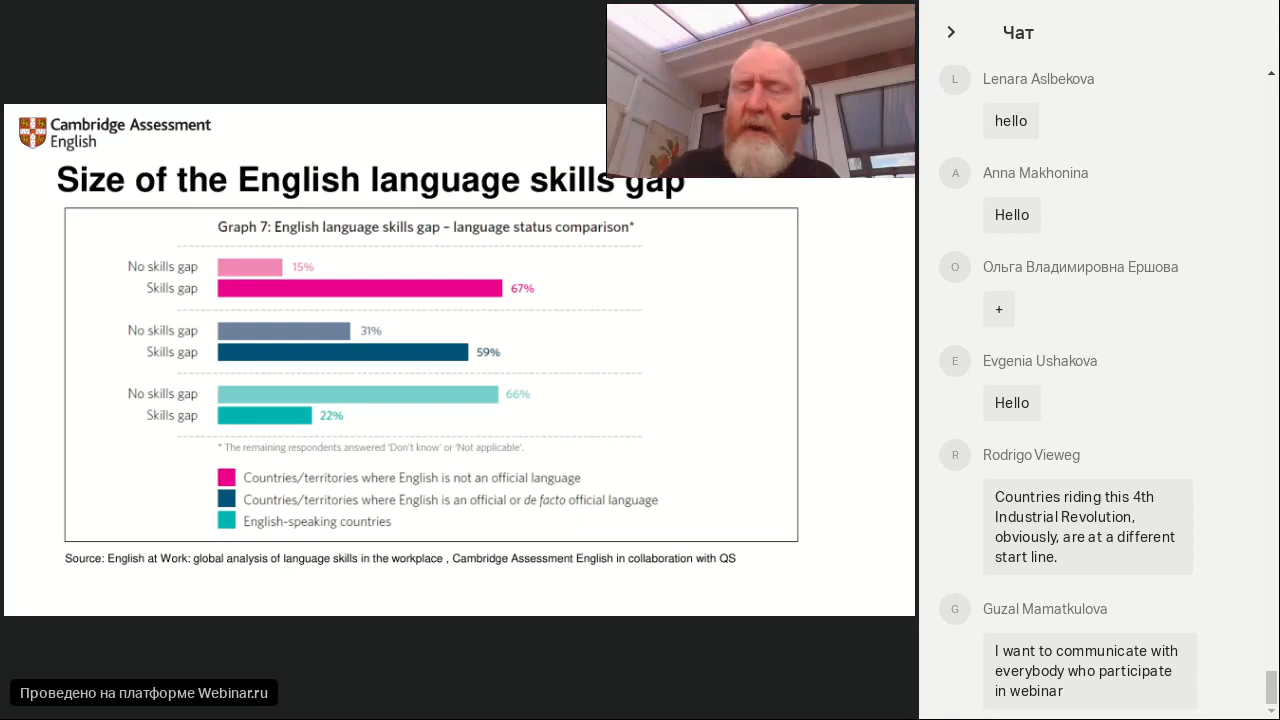 Cambridge Assessment
English
Size of the English language skills gap
Graph 7: English language skills gap – language status comparison*
No skills gap 15%
Skills gap 67%
No skills gap 31%
Skills gap 59%
No skills gap 66%
Skills gap 22%
* The remaining respondents answered 'Don't know' or 'Not applicable'.
Countries/territories where English is not an official language
Countries/territories where English is an official or de facto official language
English-speaking countries
Source: English at Work: global analysis of language skills in the workplace , Cambridge Assessment English in collaboration with QS
Проведено на платформе Webinar.ru
Чат
L Lenara Aslbekova
hello
A Anna Makhonina
Hello
О Ольга Владимировна Ершова
+
E Evgenia Ushakova
Hello
R Rodrigo Vieweg
Countries riding this 4th
Industrial Revolution,
obviously, are at a different
start line.
G Guzal Mamatkulova
I want to communicate with
everybody who participate
in webinar